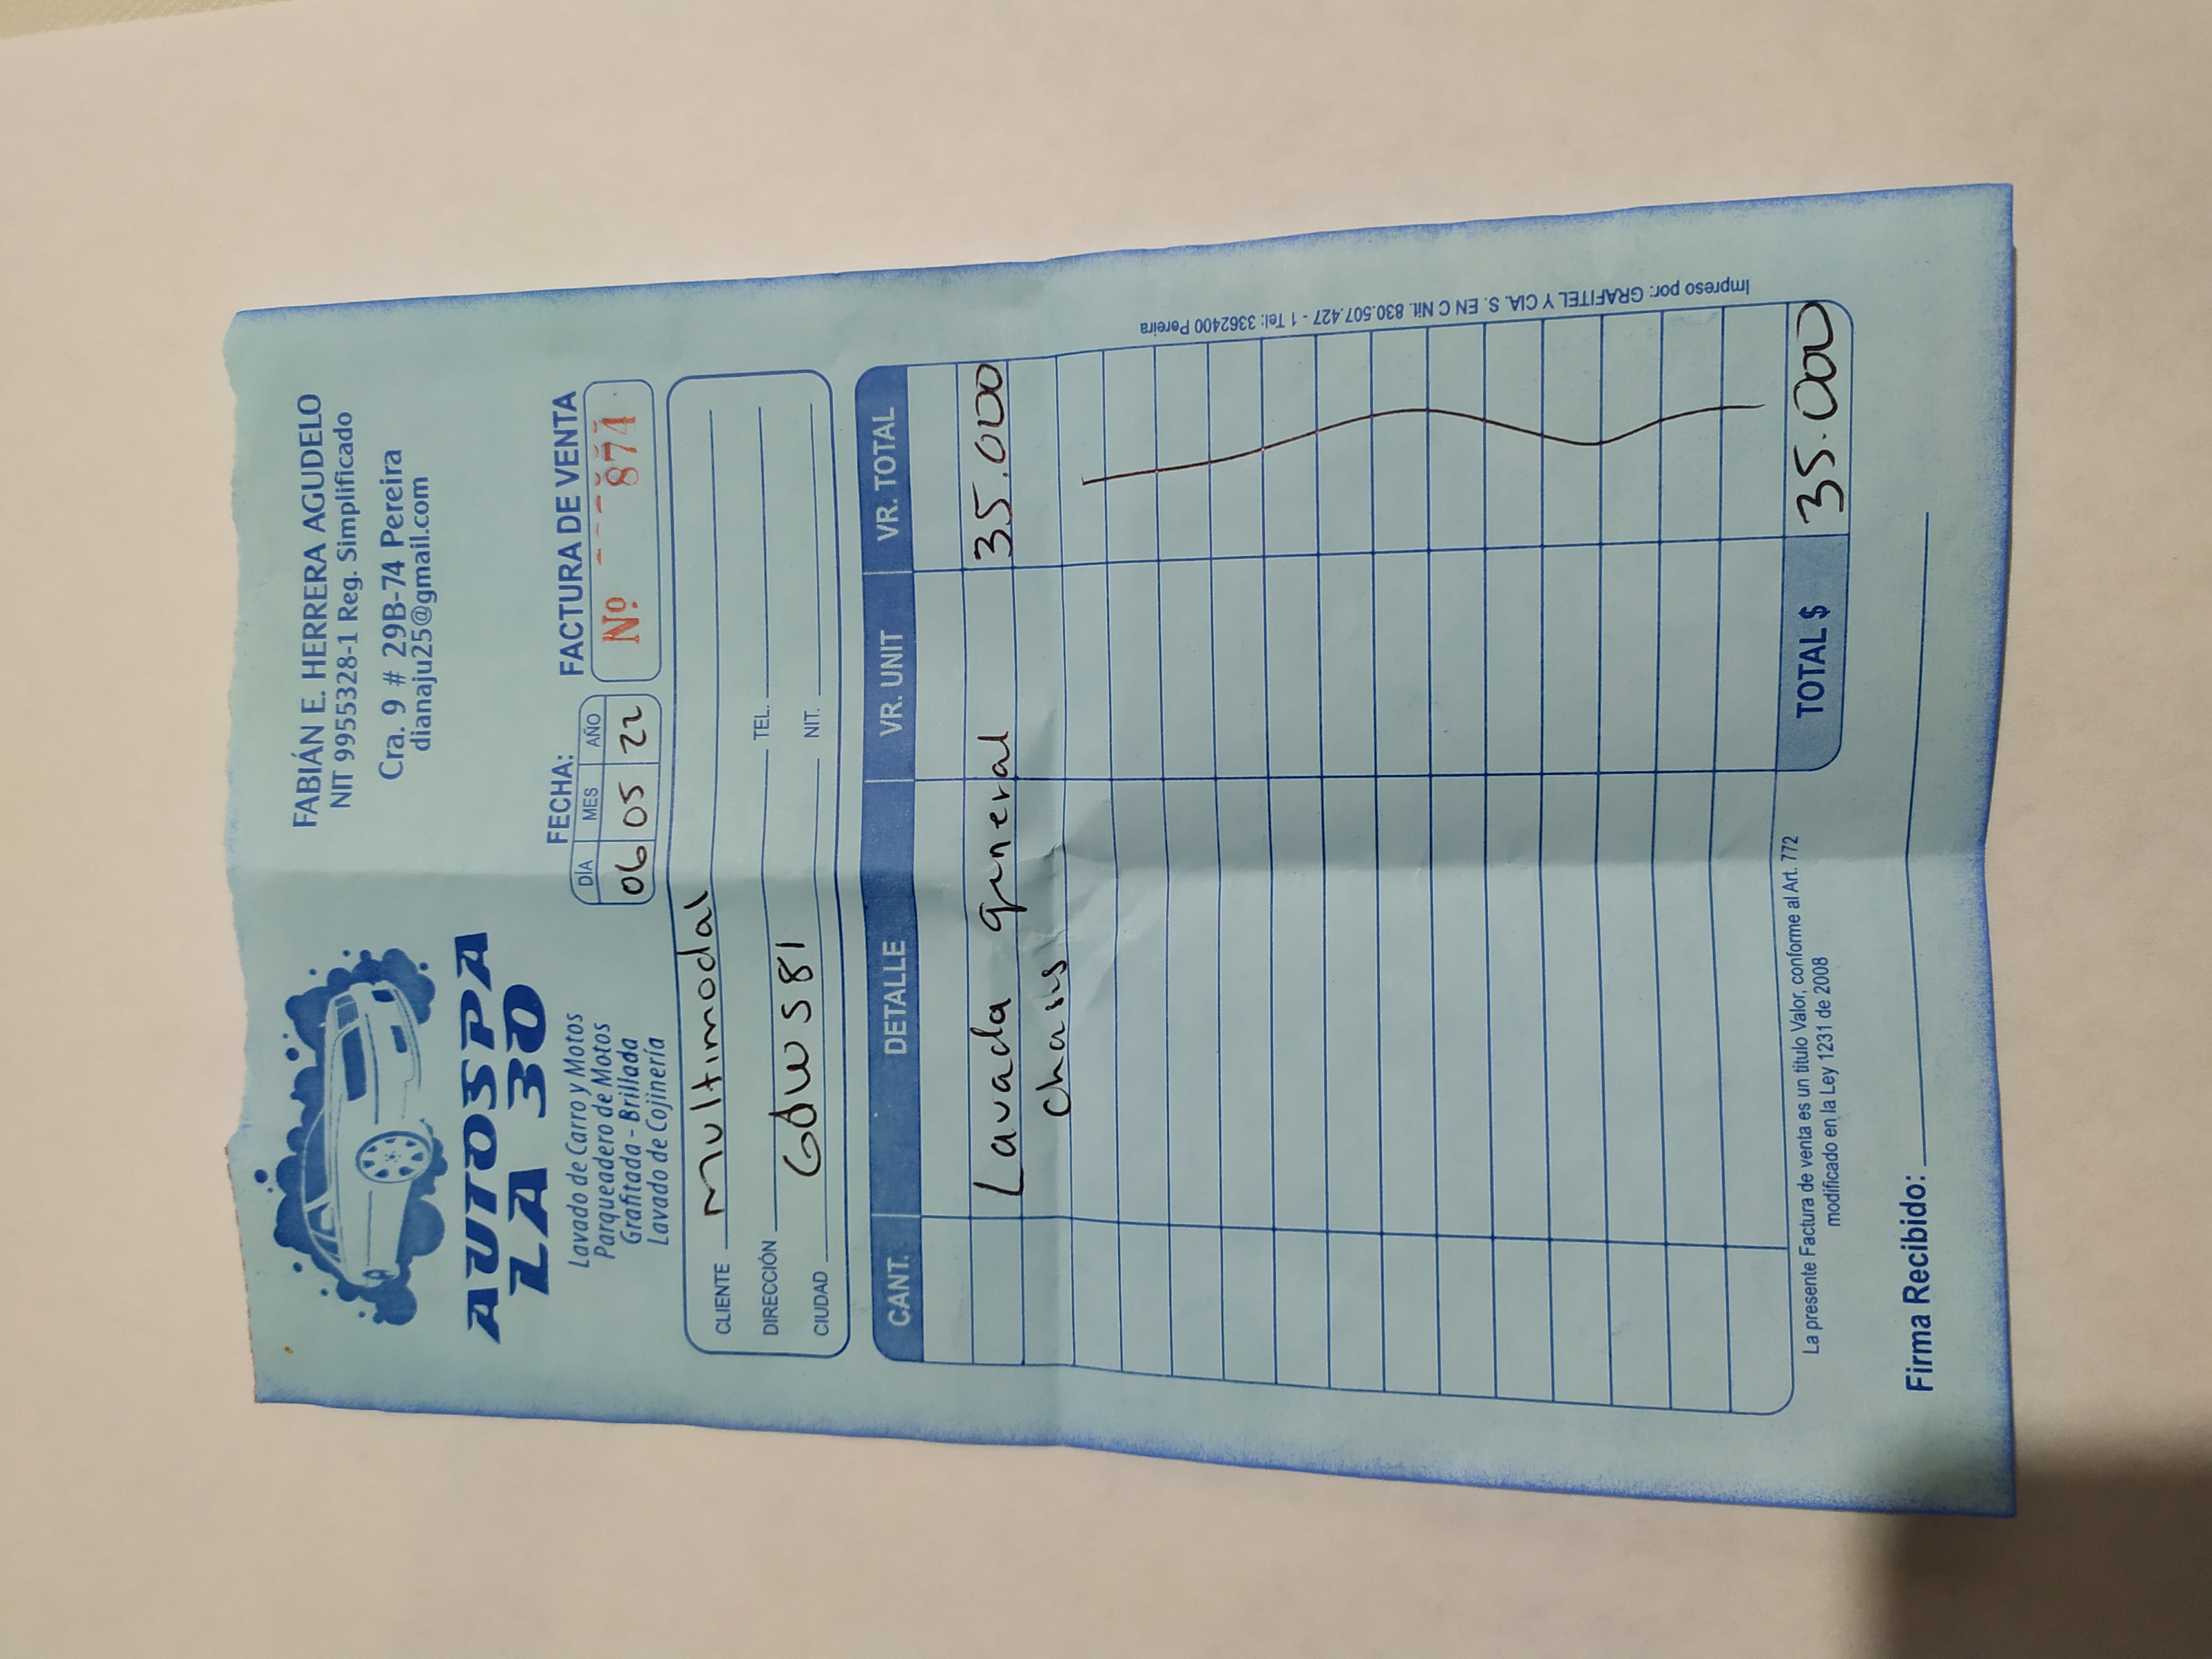 AUTOSPA
LA 30
Lavado de Carro y Motos
Parqueadero de Motos
Grafitada - Brillada
Lavado de Cojinería
FABIÁN E. HERRERA AGUDELO
NIT 9955328-1 Reg. Simplificado
Cra. 9 # 29B-74 Pereira
dianaju25@gmail.com
FECHA:
DÍA MES AÑO
06 05 22
FACTURA DE VENTA
Nº 874
CLIENTE Multimodal
DIRECCIÓN TEL.
GDW581
CIUDAD NIT.
CANT. DETALLE VR. UNIT VR. TOTAL
Lavada general 35.000
chasis
TOTAL $ 35.000
La presente Factura de venta es un título Valor, conforme al Art. 772
modificado en la Ley 1231 de 2008
Firma Recibido:
Impreso por: GRAFITEL Y CIA. S. EN C Nit. 830.507.427 - 1 Tel: 3362400 Pereira